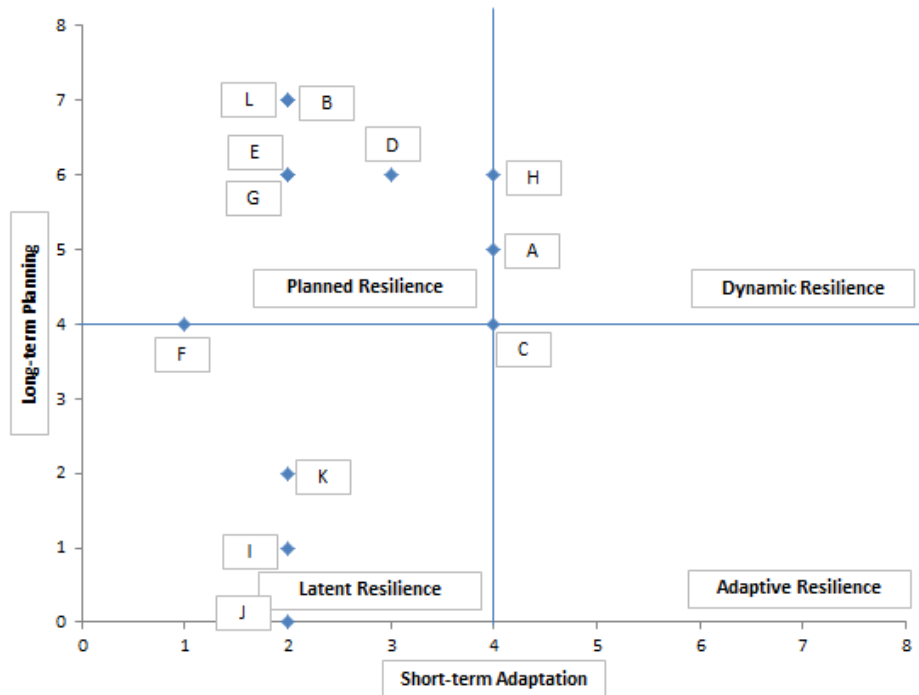 8
7
L
B
D
E
6
H
G
5
A
Planned Resilience
Dynamic Resilience
Long-term Planning
4
F
C
3
2
K
1
I
Latent Resilience
Adaptive Resilience
J
0
0 1 2 3 4 5 6 7 8
Short-term Adaptation